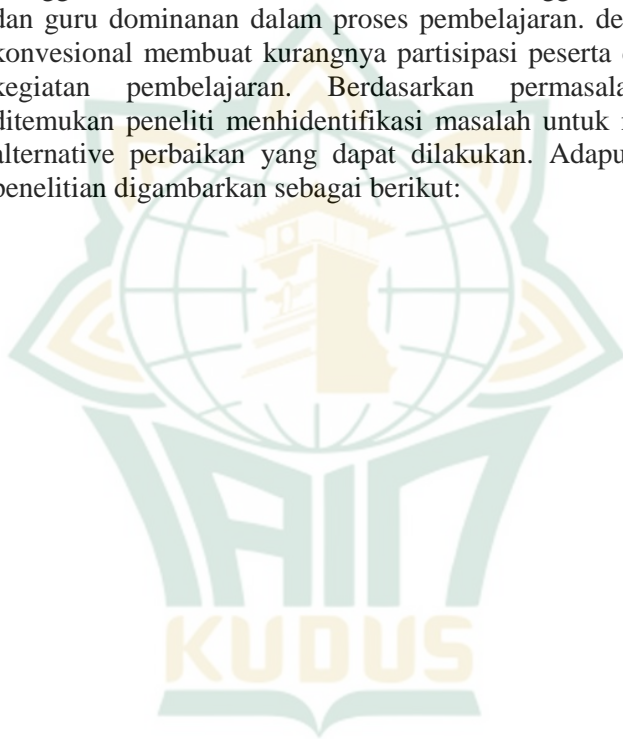 dan guru dominanan dalam proses pembelajaran. de
konvesional membuat kurangnya partisipasi peserta
kegiatan pembelajaran. Berdasarkan permasala
ditemukan peneliti menhidentifikasi masalah untuk
alternative perbaikan yang dapat dilakukan. Adapu
penelitian digambarkan sebagai berikut:
IAIN
KUDUS